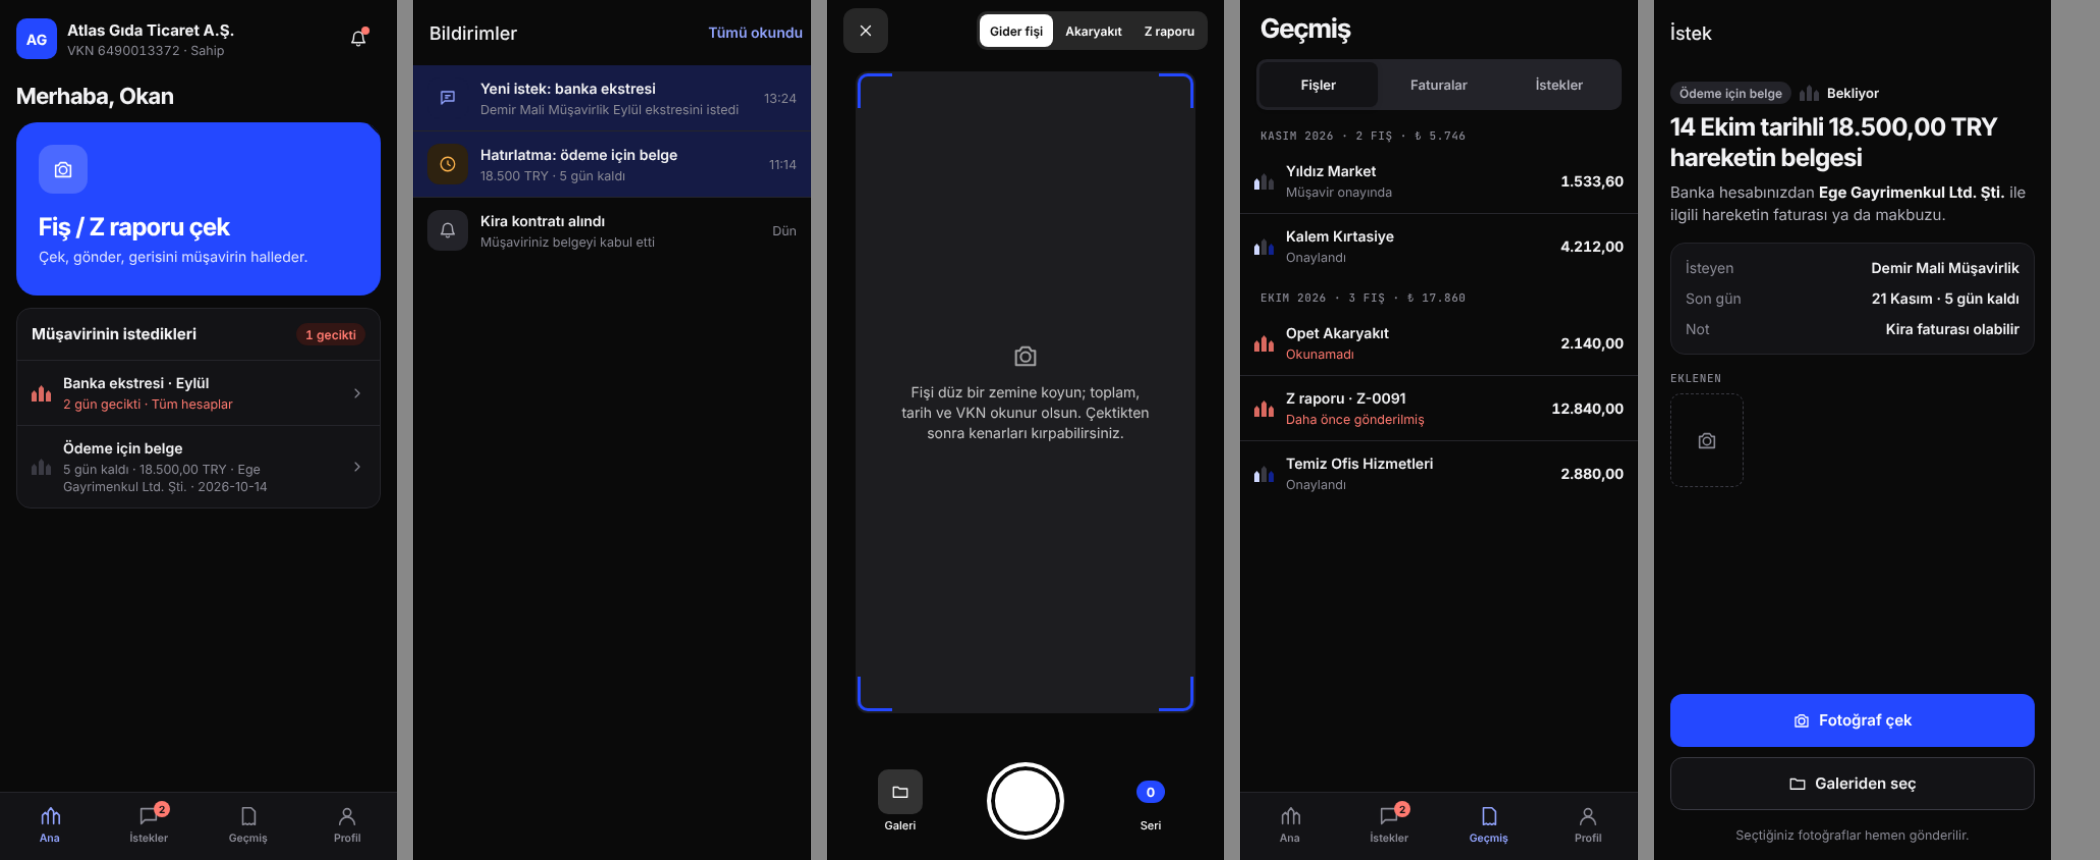 AG
Atlas Gıda Ticaret A.Ş.
VKN 6490013372 · Sahip
Merhaba, Okan
Fiş / Z raporu çek
Çek, gönder, gerisini müşavirin halleder.
Müşavirinin istedikleri
1 gecikti
Banka ekstresi · Eylül
2 gün gecikti · Tüm hesaplar
Ödeme için belge
5 gün kaldı · 18.500,00 TRY · Ege
Gayrimenkul Ltd. Şti. · 2026-10-14
Ana
2
İstekler
Geçmiş
Profil
Bildirimler
Tümü okundu
Yeni istek: banka ekstresi
Demir Mali Müşavirlik Eylül ekstresini istedi
13:24
Hatırlatma: ödeme için belge
18.500 TRY · 5 gün kaldı
11:14
Kira kontratı alındı
Müşaviriniz belgeyi kabul etti
Dün
Gider fişi
Akaryakıt
Z raporu
Fişi düz bir zemine koyun; toplam,
tarih ve VKN okunur olsun. Çektikten
sonra kenarları kırpabilirsiniz.
Galeri
0
Seri
Geçmiş
Fişler
Faturalar
İstekler
KASIM 2026 · 2 FIŞ · ₺ 5.746
Yıldız Market
Müşavir onayında
1.533,60
Kalem Kırtasiye
Onaylandı
4.212,00
EKIM 2026 · 3 FIŞ · ₺ 17.860
Opet Akaryakıt
Okunamadı
2.140,00
Z raporu · Z-0091
Daha önce gönderilmiş
12.840,00
Temiz Ofis Hizmetleri
Onaylandı
2.880,00
Ana
2
İstekler
Geçmiş
Profil
İstek
Ödeme için belge
Bekliyor
14 Ekim tarihli 18.500,00 TRY
hareketin belgesi
Banka hesabınızdan Ege Gayrimenkul Ltd. Şti. ile
ilgili hareketin faturası ya da makbuzu.
İsteyen
Demir Mali Müşavirlik
Son gün
21 Kasım · 5 gün kaldı
Not
Kira faturası olabilir
EKLENEN
Fotoğraf çek
Galeriden seç
Seçtiğiniz fotoğraflar hemen gönderilir.